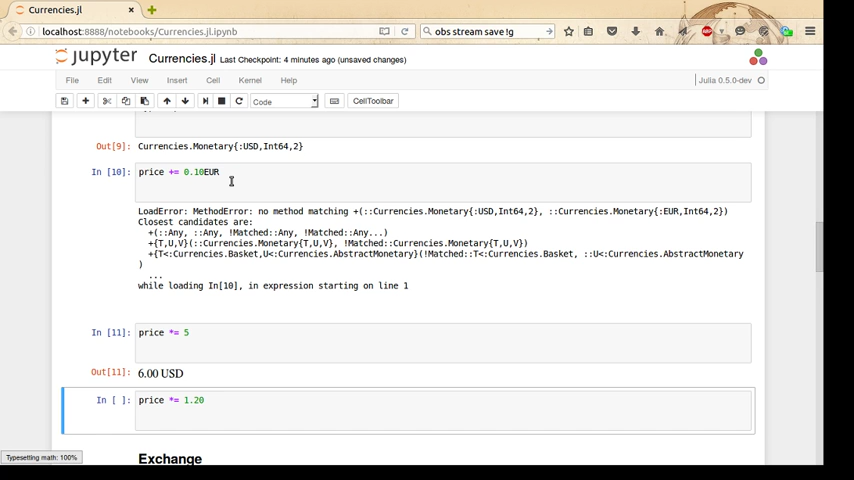 Currencies.jl
localhost:8888/notebooks/Currencies.jl.ipynb
obs stream save !g
jupyter Currencies.jl Last Checkpoint: 4 minutes ago (unsaved changes)
File Edit View Insert Cell Kernel Help
Julia 0.5.0-dev
Code CellToolbar
Out[9]: Currencies.Monetary{:USD,Int64,2}
In [10]: price += 0.10EUR
LoadError: MethodError: no method matching +(::Currencies.Monetary{:USD,Int64,2}, ::Currencies.Monetary{:EUR,Int64,2})
Closest candidates are:
+(::Any, ::Any, !Matched::Any, !Matched::Any...)
+{T,U,V}(::Currencies.Monetary{T,U,V}, !Matched::Currencies.Monetary{T,U,V})
+{T<:Currencies.Basket,U<:Currencies.AbstractMonetary}(!Matched::T<:Currencies.Basket, ::U<:Currencies.AbstractMonetary
)
...
while loading In[10], in expression starting on line 1
In [11]: price *= 5
Out[11]: 6.00 USD
In [ ]: price *= 1.20
Typesetting math: 100%
Exchange